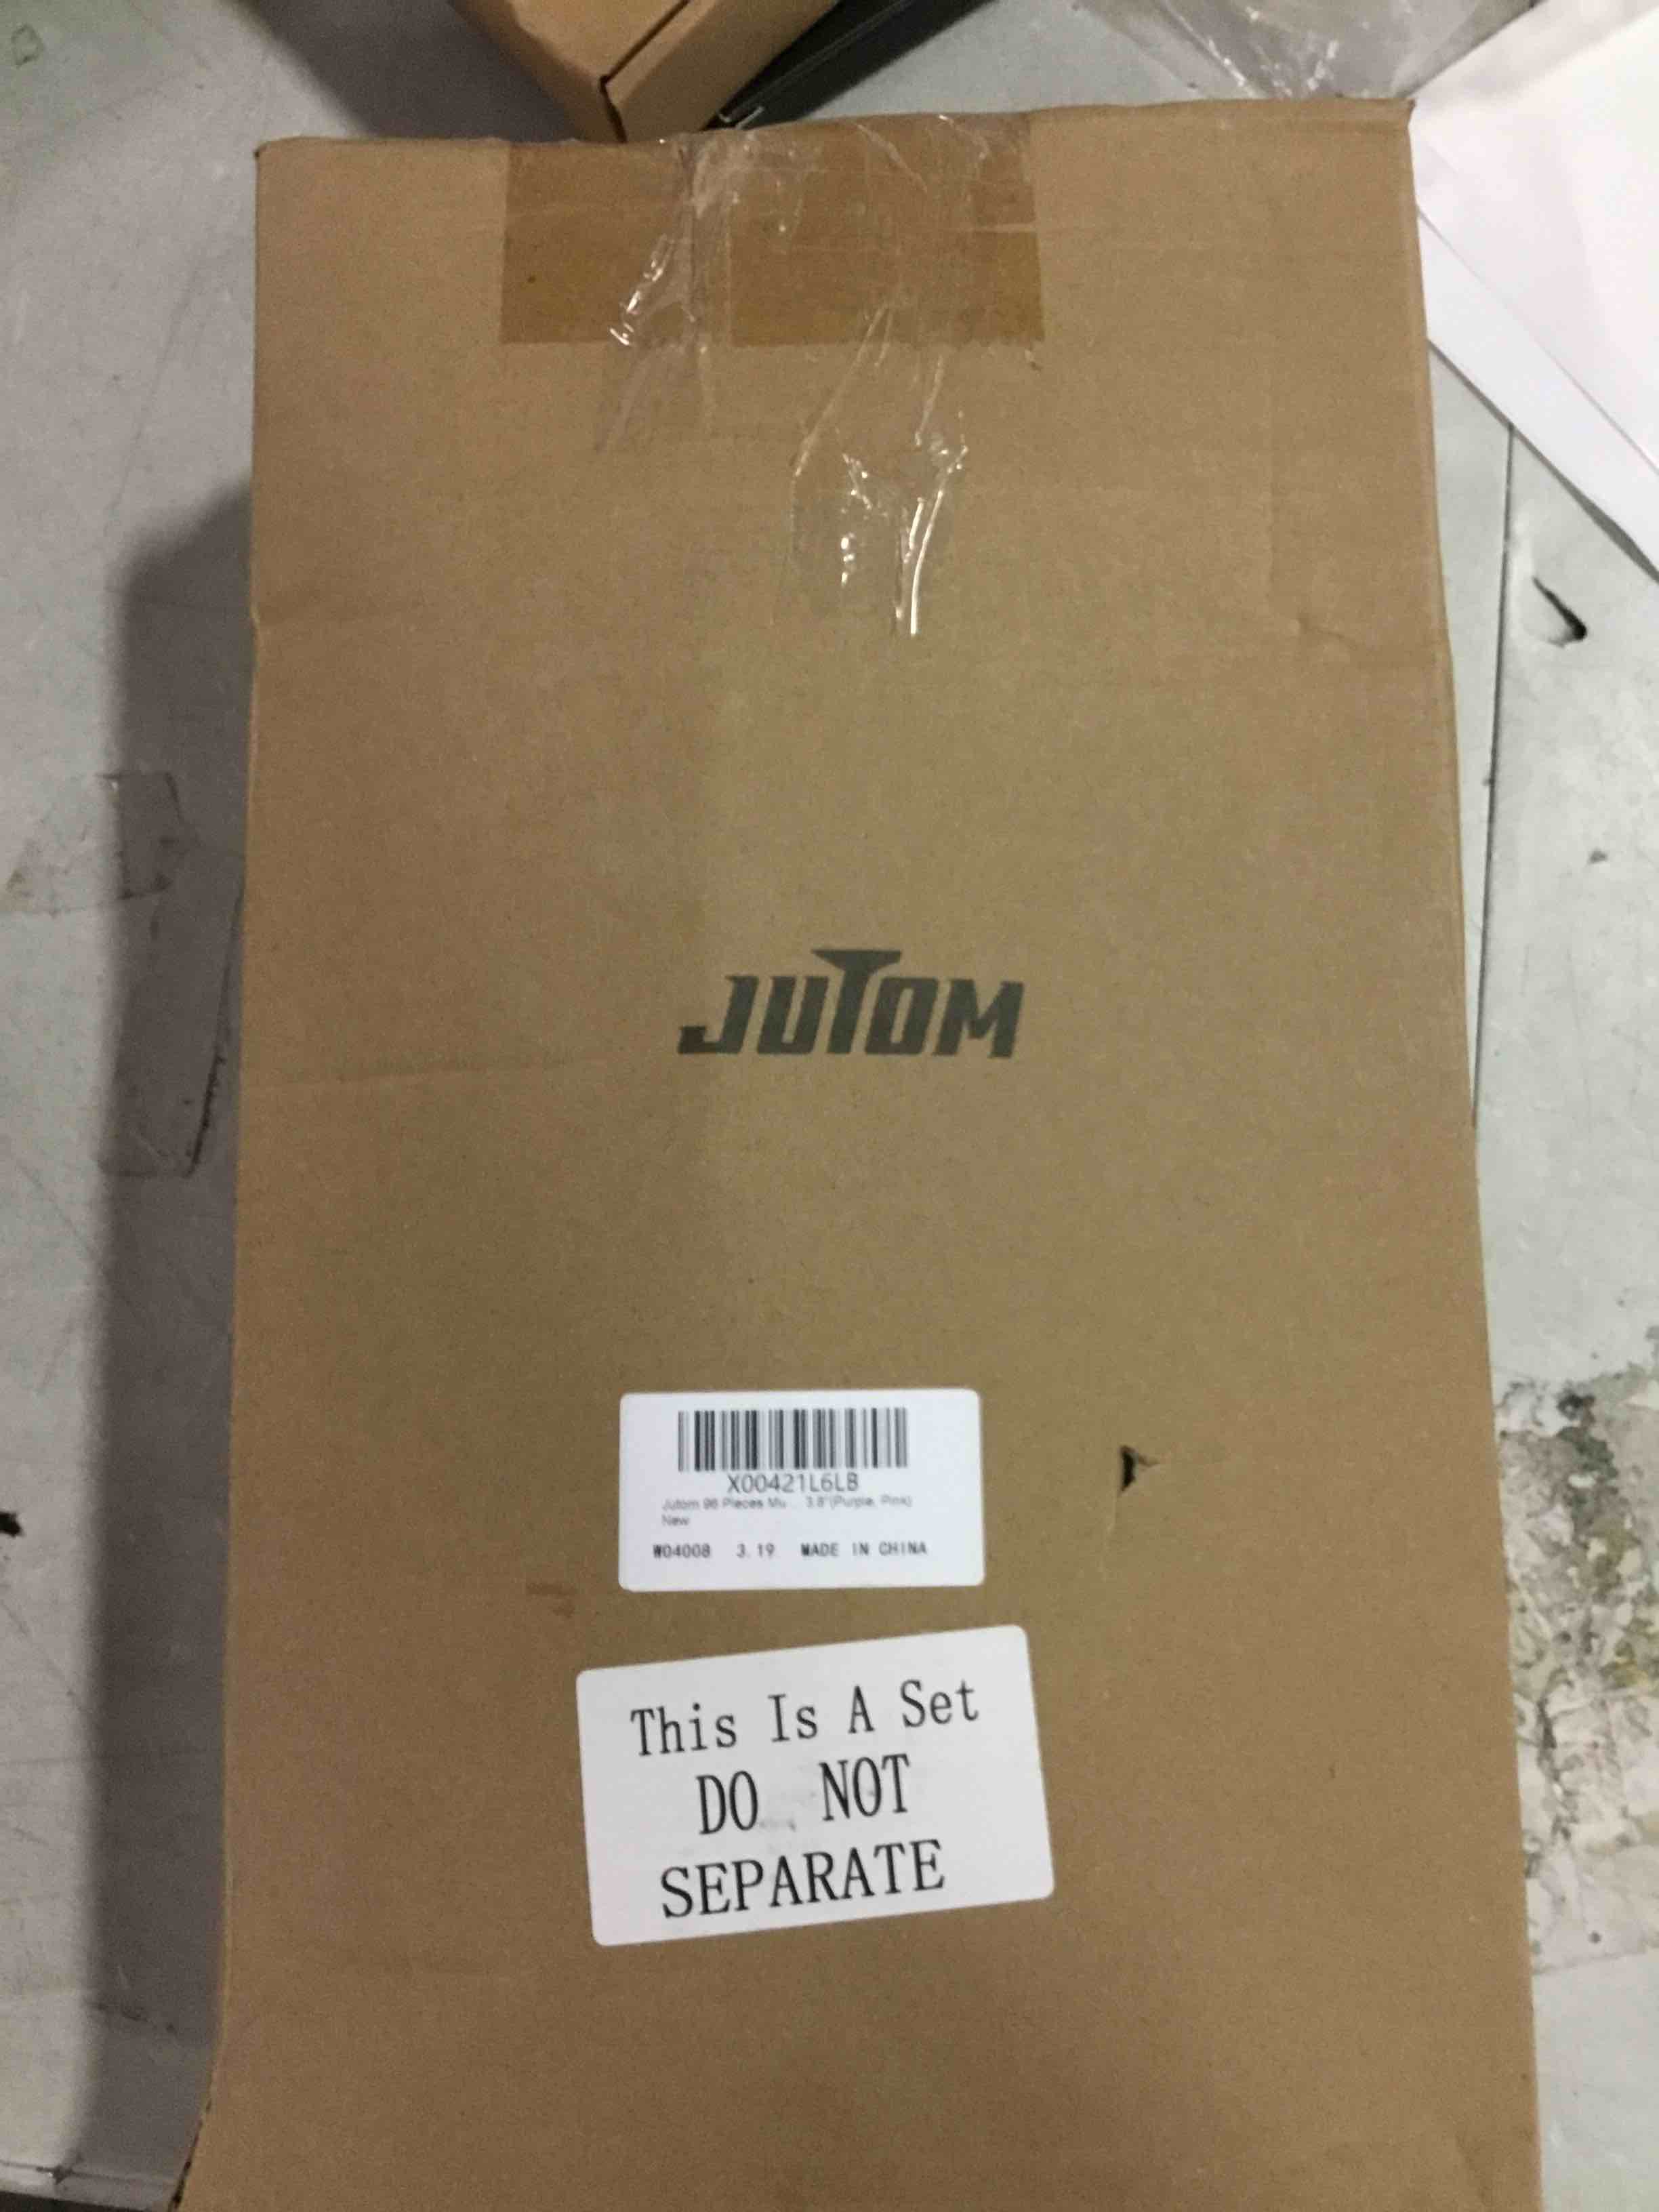 JUTOM
X00421L6LB
Jutom 96 Pieces Mu... 3.8"(Purple, Pink)
New
W04008 3.19 MADE IN CHINA
This Is A Set
DO NOT
SEPARATE